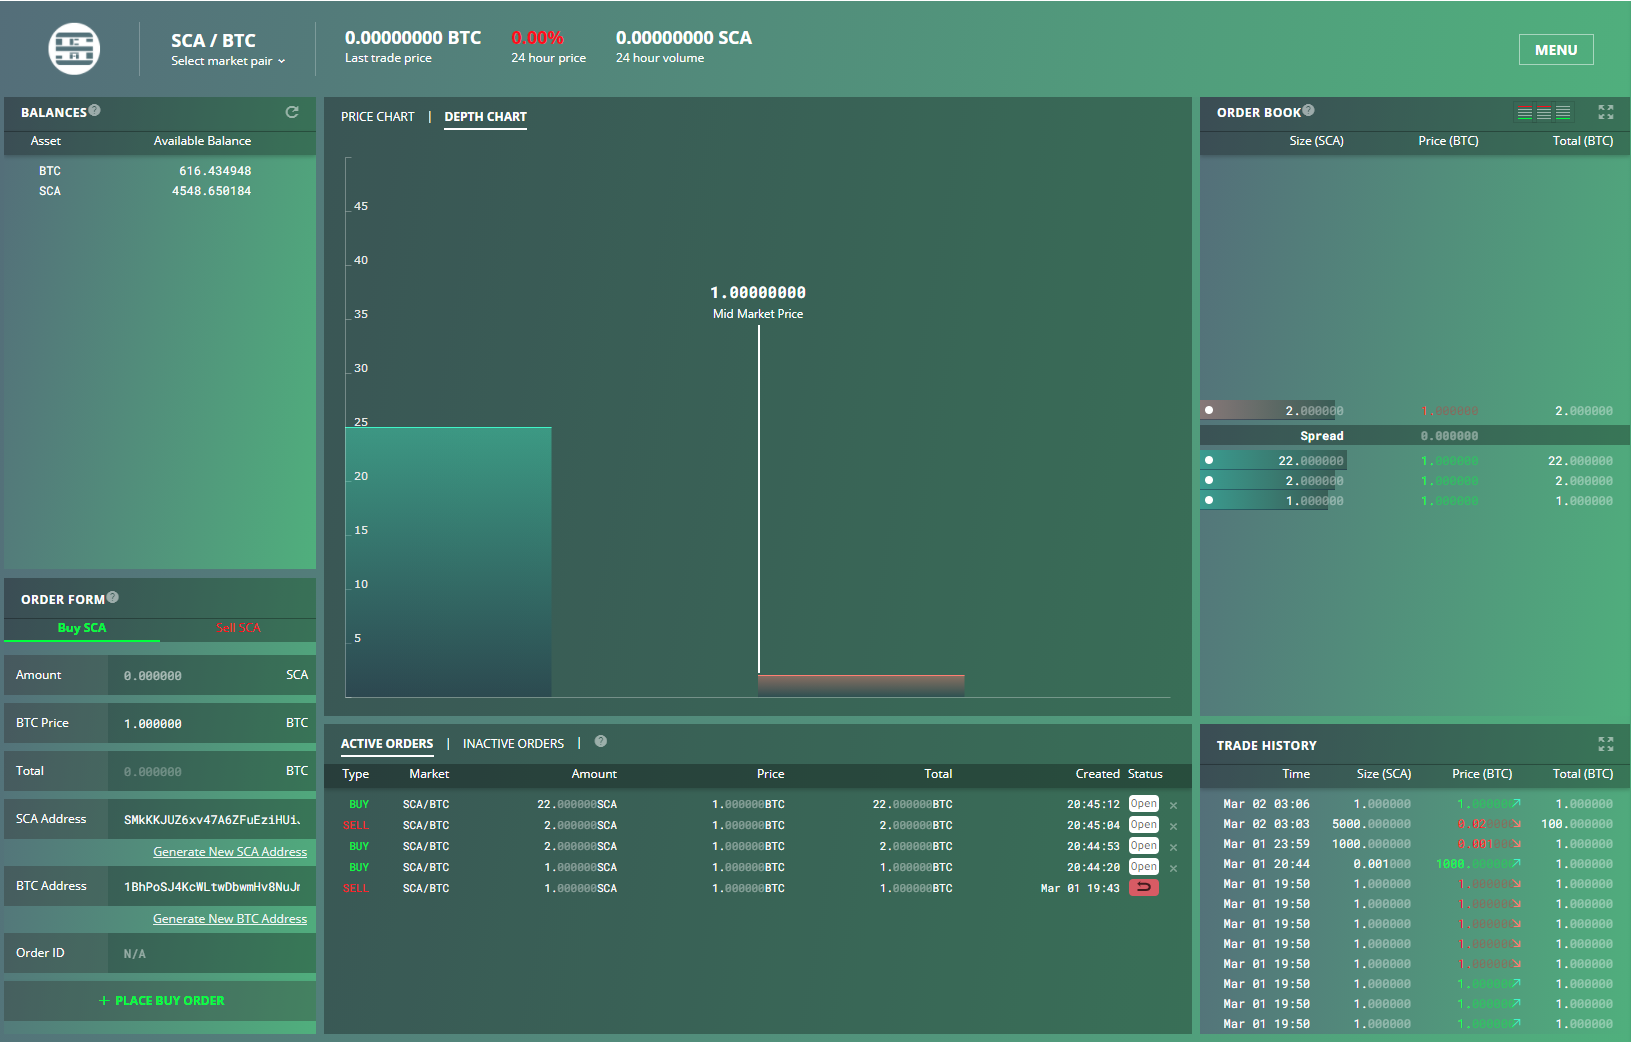 SCA / BTC
Select market pair
0.00000000 BTC
Last trade price
0.00%
24 hour price
0.00000000 SCA
24 hour volume
MENU
BALANCES
Asset Available Balance
BTC 616.434948
SCA 4548.650184
ORDER FORM
Buy SCA Sell SCA
Amount 0.000000 SCA
BTC Price 1.000000 BTC
Total 0.000000 BTC
SCA Address SMkKKJUZ6xv47A6ZFuEziHUi
Generate New SCA Address
BTC Address 1BhPoSJ4KcWLtwDbwmHv8NuJ
Generate New BTC Address
Order ID N/A
+ PLACE BUY ORDER
PRICE CHART | DEPTH CHART
45
40
35
30
25
20
15
10
5
1.00000000
Mid Market Price
ACTIVE ORDERS | INACTIVE ORDERS |
Type Market Amount Price Total Created Status
BUY SCA/BTC 22.000000SCA 1.000000BTC 22.000000BTC 20:45:12 Open
SELL SCA/BTC 2.000000SCA 1.000000BTC 2.000000BTC 20:45:04 Open
BUY SCA/BTC 2.000000SCA 1.000000BTC 2.000000BTC 20:44:53 Open
BUY SCA/BTC 1.000000SCA 1.000000BTC 1.000000BTC 20:44:20 Open
SELL SCA/BTC 1.000000SCA 1.000000BTC 1.000000BTC Mar 01 19:43
ORDER BOOK
Size (SCA) Price (BTC) Total (BTC)
2.000000 1.000000 2.000000
Spread 0.000000
22.000000 1.000000 22.000000
2.000000 1.000000 2.000000
1.000000 1.000000 1.000000
TRADE HISTORY
Time Size (SCA) Price (BTC) Total (BTC)
Mar 02 03:06 1.000000 1.000000 1.000000
Mar 02 03:03 5000.000000 0.020000 100.000000
Mar 01 23:59 1000.000000 0.001000 1.000000
Mar 01 20:44 0.001000 1000.000000 1.000000
Mar 01 19:50 1.000000 1.000000 1.000000
Mar 01 19:50 1.000000 1.000000 1.000000
Mar 01 19:50 1.000000 1.000000 1.000000
Mar 01 19:50 1.000000 1.000000 1.000000
Mar 01 19:50 1.000000 1.000000 1.000000
Mar 01 19:50 1.000000 1.000000 1.000000
Mar 01 19:50 1.000000 1.000000 1.000000
Mar 01 19:50 1.000000 1.000000 1.000000